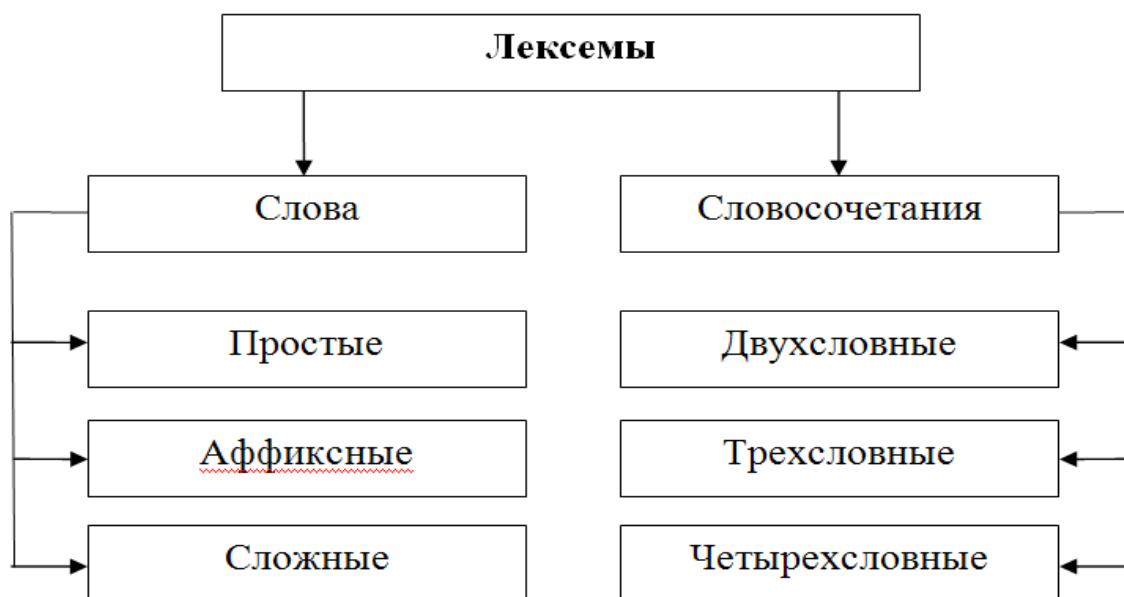 Лексемы
Слова
Словосочетания
Простые
Двухсловные
Аффиксные
Трехсловные
Сложные
Четырехсловные